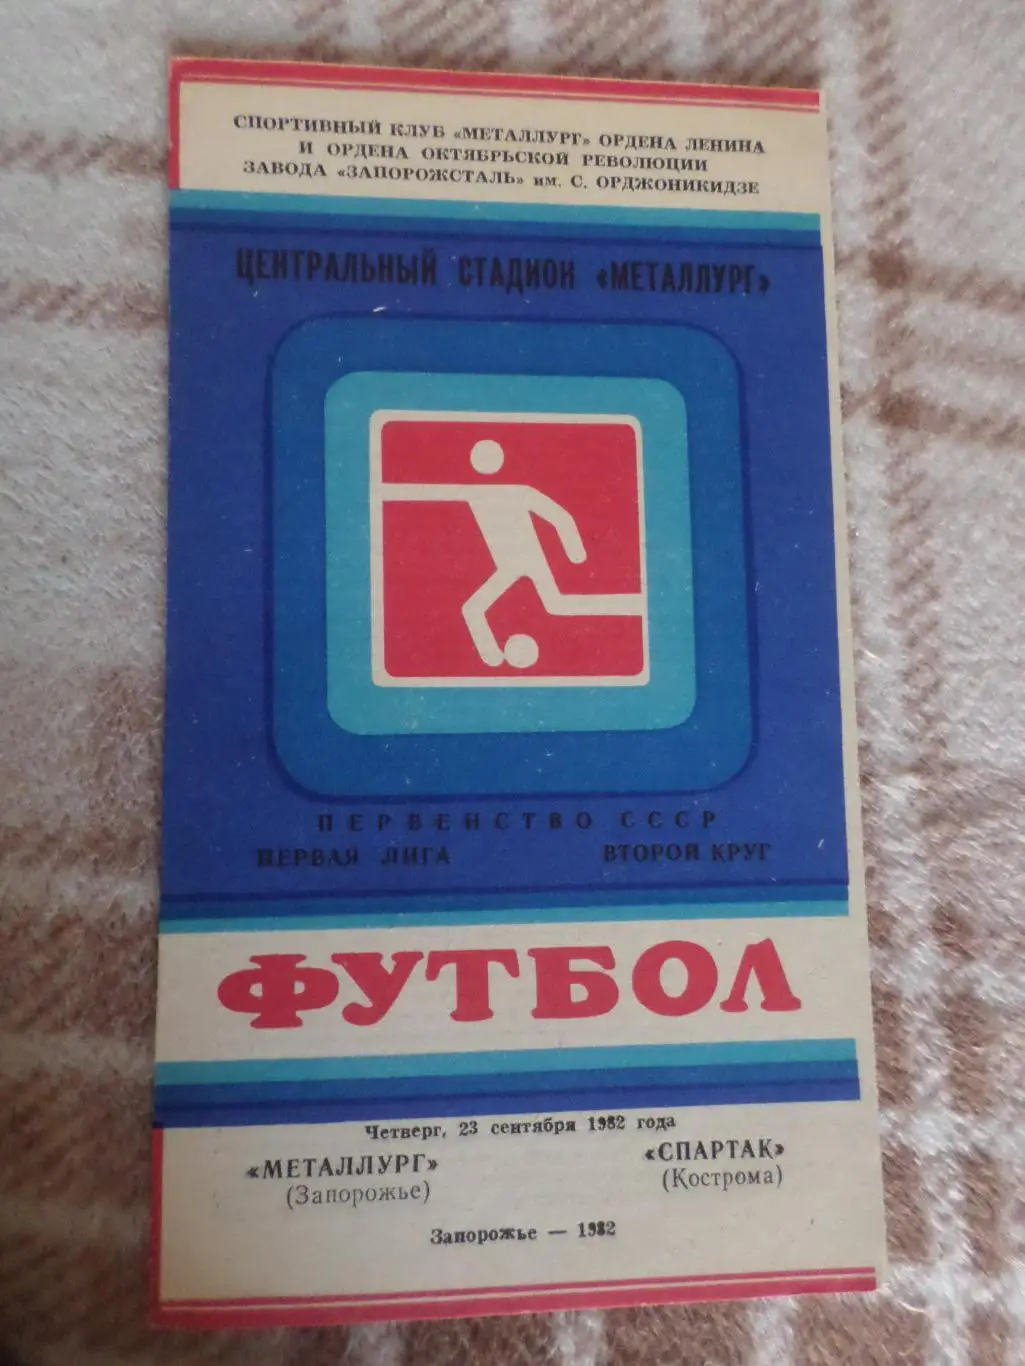 СПОРТИВНЫЙ КЛУБ «МЕТАЛЛУРГ» ОРДЕНА ЛЕНИНА
И ОРДЕНА ОКТЯБРЬСКОЙ РЕВОЛЮЦИИ
ЗАВОДА «ЗАПОРОЖСТАЛЬ» им. С. ОРДЖОНИКИДЗЕ
ЦЕНТРАЛЬНЫЙ СТАДИОН «МЕТАЛЛУРГ»
ПЕРВЕНСТВО СССР
ПЕРВАЯ ЛИГА ВТОРОЙ КРУГ
ФУТБОЛ
Четверг, 23 сентября 1982 года
«МЕТАЛЛУРГ» «СПАРТАК»
(Запорожье) (Кострома)
Запорожье — 1982